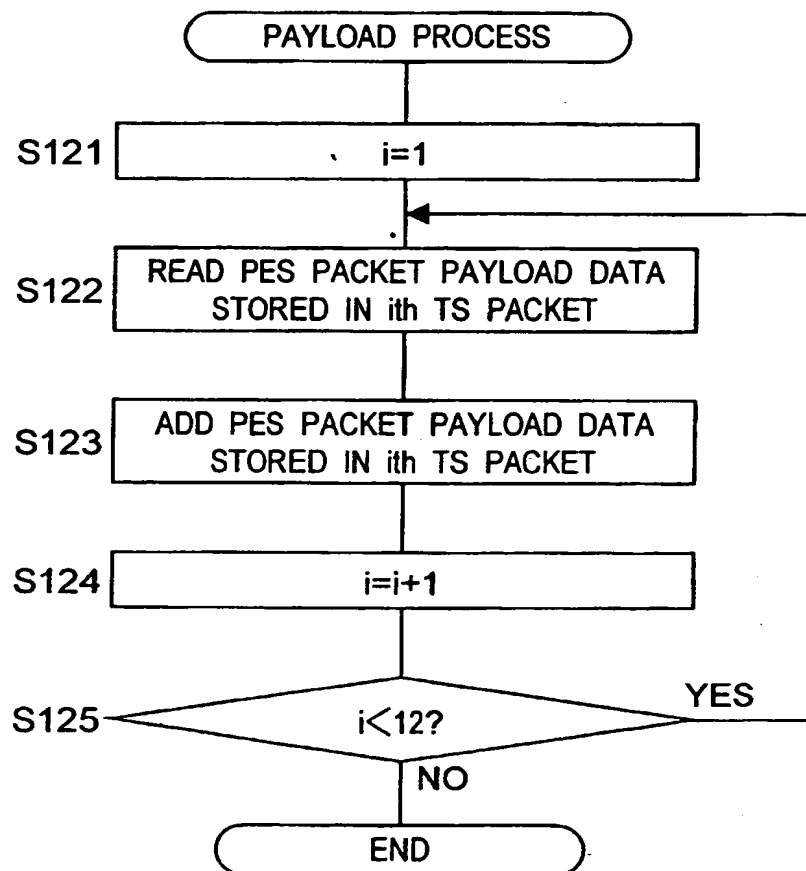 PAYLOAD PROCESS
S121
i=1
S122
READ PES PACKET PAYLOAD DATA
STORED IN ith TS PACKET
S123
ADD PES PACKET PAYLOAD DATA
STORED IN ith TS PACKET
S124
i=i+1
S125
i<12?
YES
NO
END